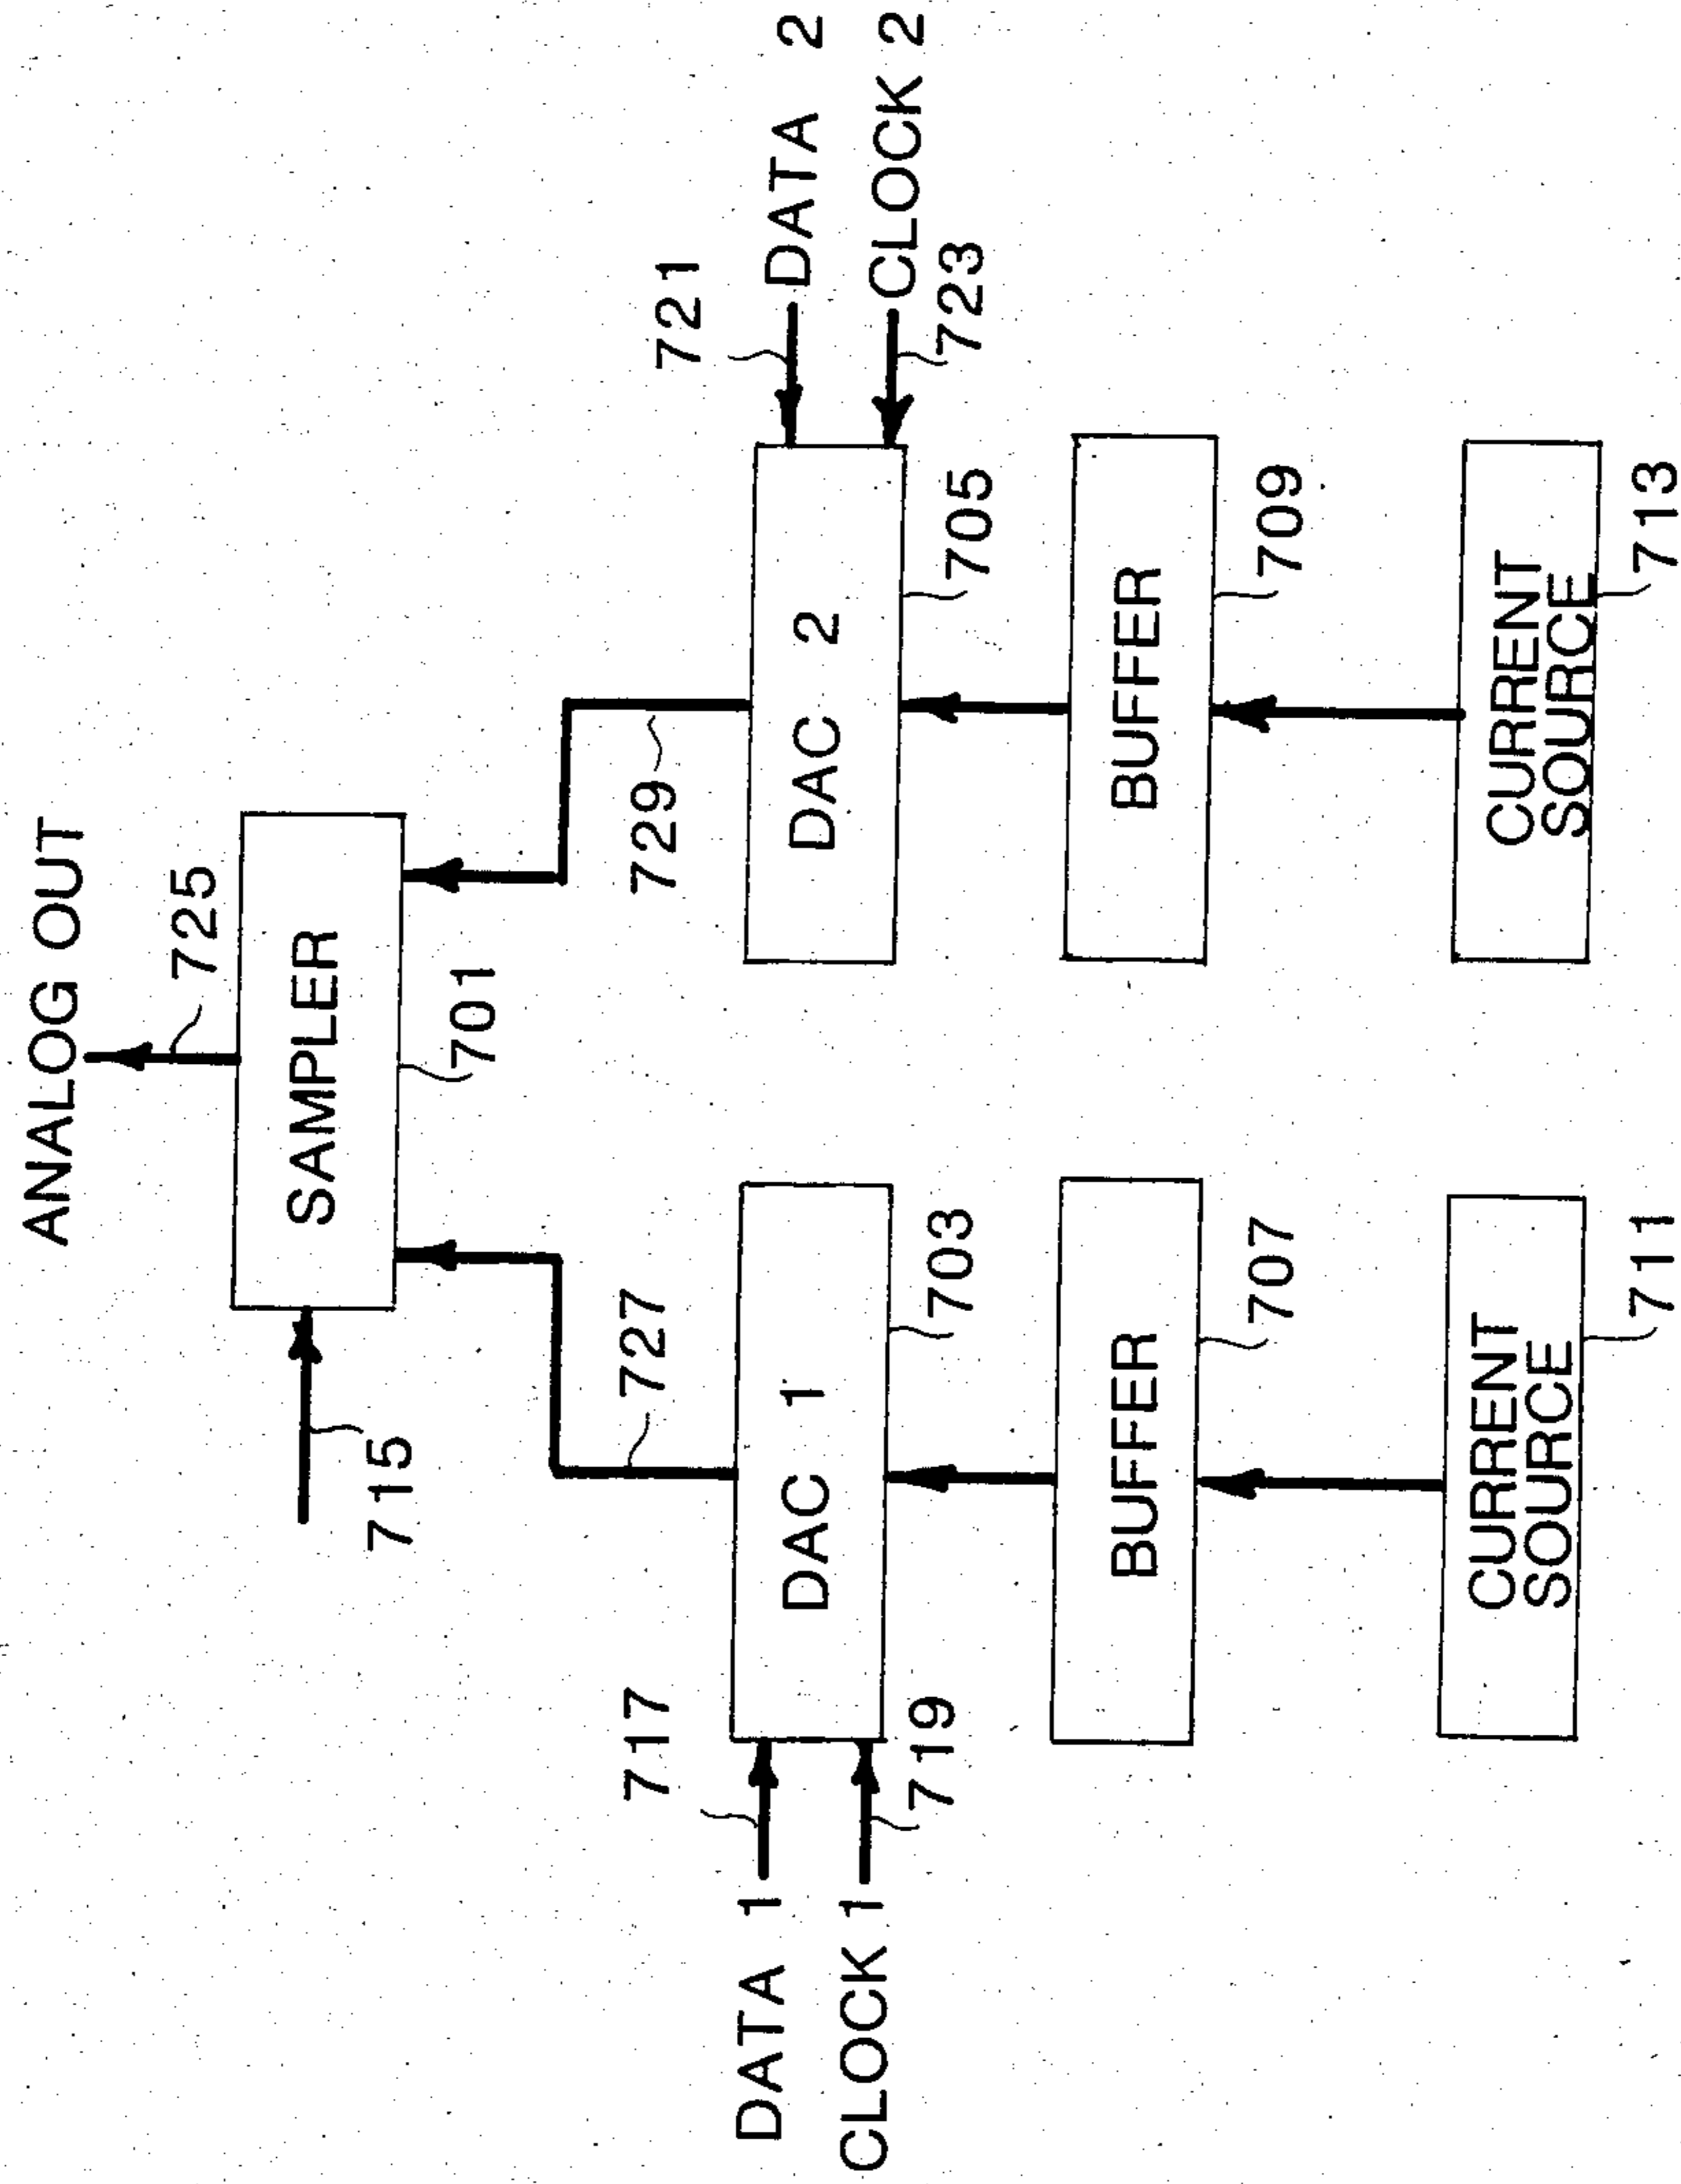 ANALOG OUT
725
SAMPLER
701
715
727
729
717
721
DATA 1
DAC 1
DAC 2
DATA 2
CLOCK 1
CLOCK 2
719
703
705
723
BUFFER
BUFFER
707
709
CURRENT
SOURCE
CURRENT
SOURCE
711
713